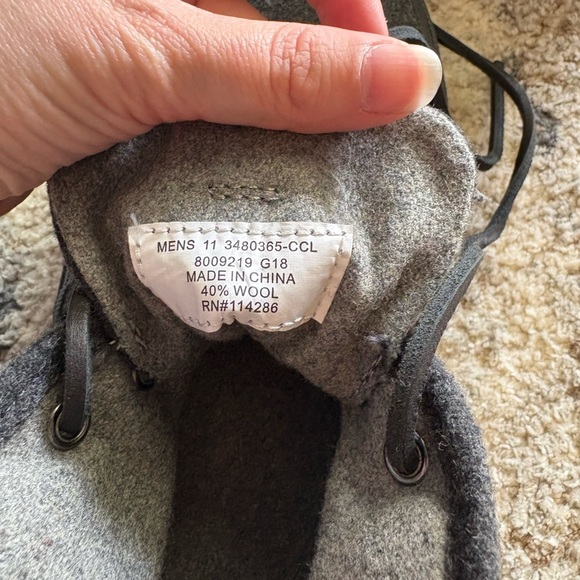 MENS 11 3480365-CCL
8009219 G18
MADE IN CHINA
40% WOOL
RN#114286